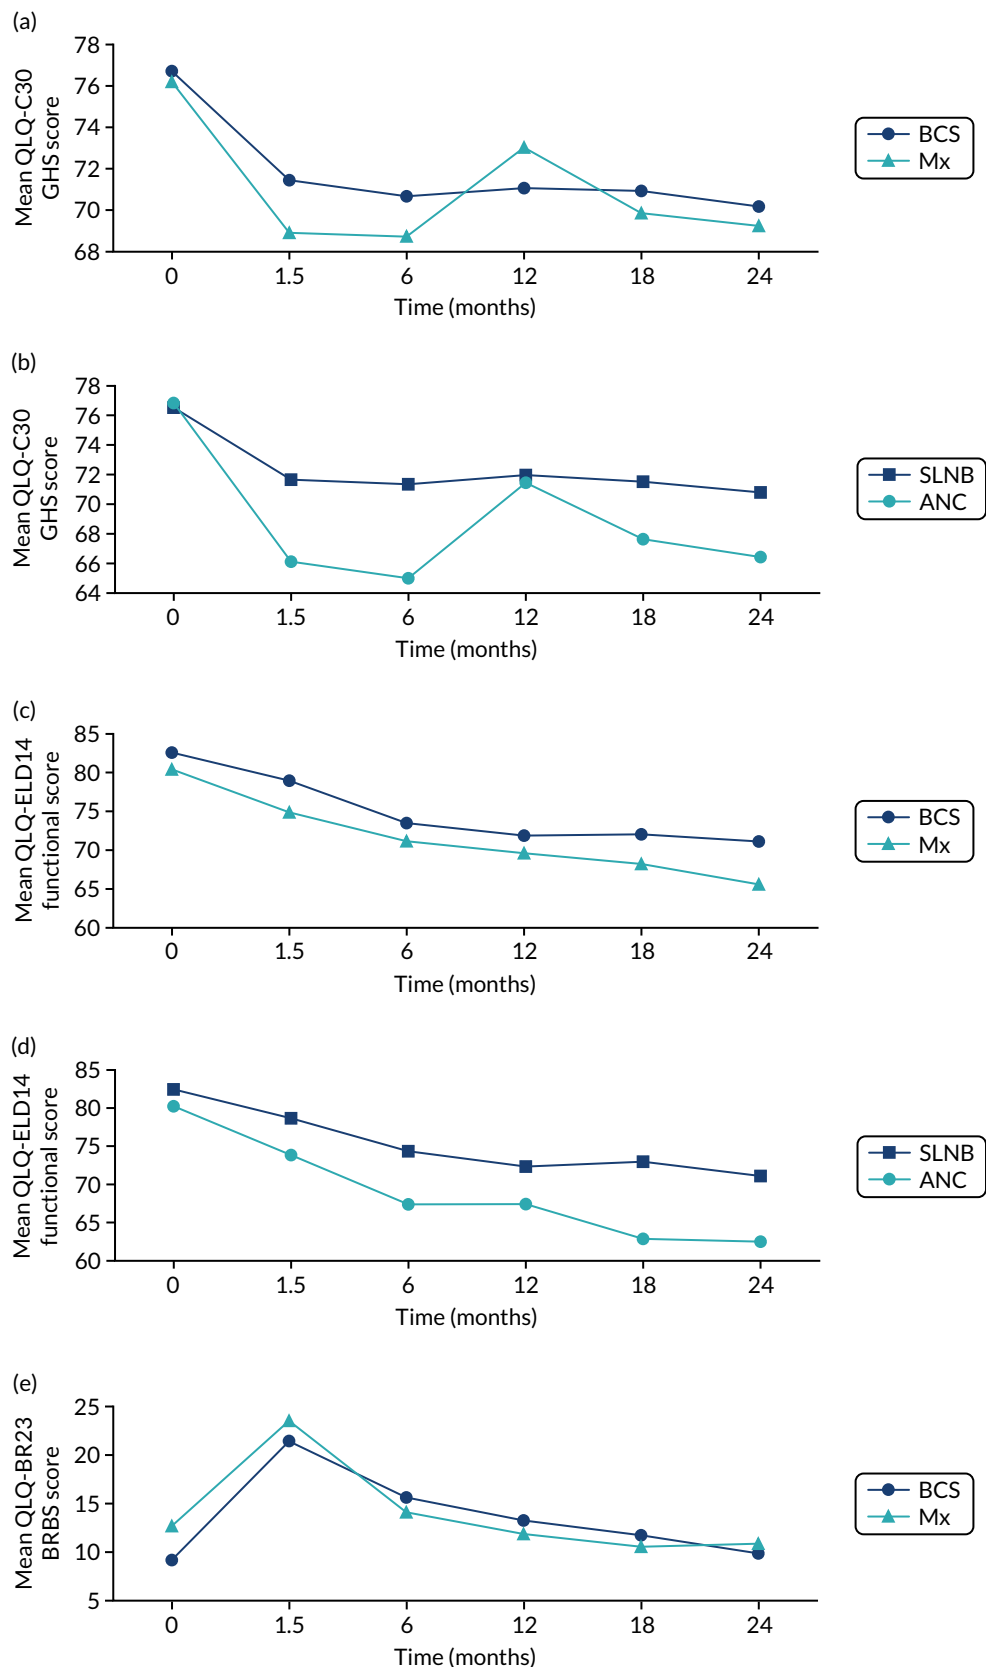 (a)
Mean QLQ-C30
GHS score
78
76
74
72
70
68
0 1.5 6 12 18 24
Time (months)
BCS
Mx
(b)
Mean QLQ-C30
GHS score
78
76
74
72
70
68
66
64
0 1.5 6 12 18 24
Time (months)
SLNB
ANC
(c)
Mean QLQ-ELD14
functional score
85
80
75
70
65
60
0 1.5 6 12 18 24
Time (months)
BCS
Mx
(d)
Mean QLQ-ELD14
functional score
85
80
75
70
65
60
0 1.5 6 12 18 24
Time (months)
SLNB
ANC
(e)
Mean QLQ-BR23
BRBS score
25
20
15
10
5
0 1.5 6 12 18 24
Time (months)
BCS
Mx